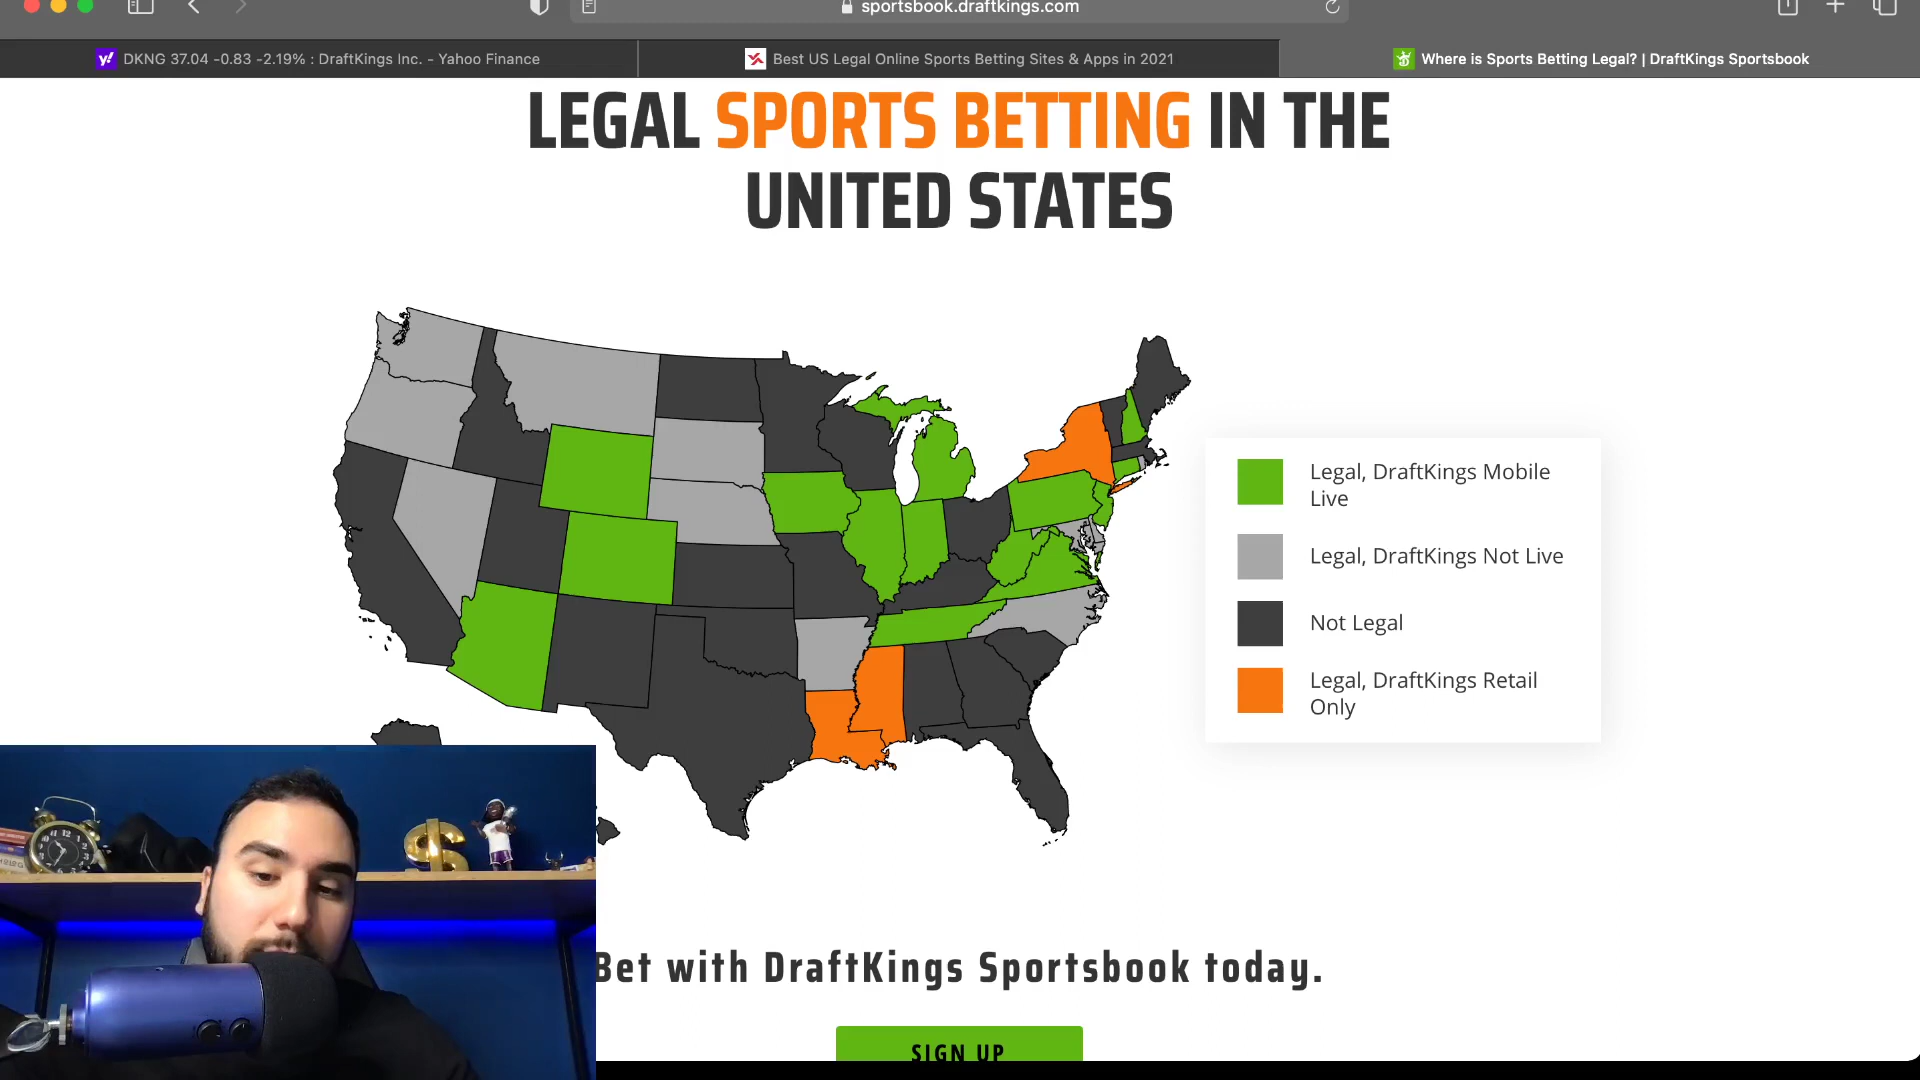 sportsbook.draftkings.com
DKNG 37.04 -0.83 -2.19% : DraftKings Inc. - Yahoo Finance
Best US Legal Online Sports Betting Sites & Apps in 2021
Where is Sports Betting Legal? | DraftKings Sportsbook
LEGAL SPORTS BETTING IN THE
UNITED STATES
Legal, DraftKings Mobile
Live
Legal, DraftKings Not Live
Not Legal
Legal, DraftKings Retail
Only
Bet with DraftKings Sportsbook today.
SIGN UP